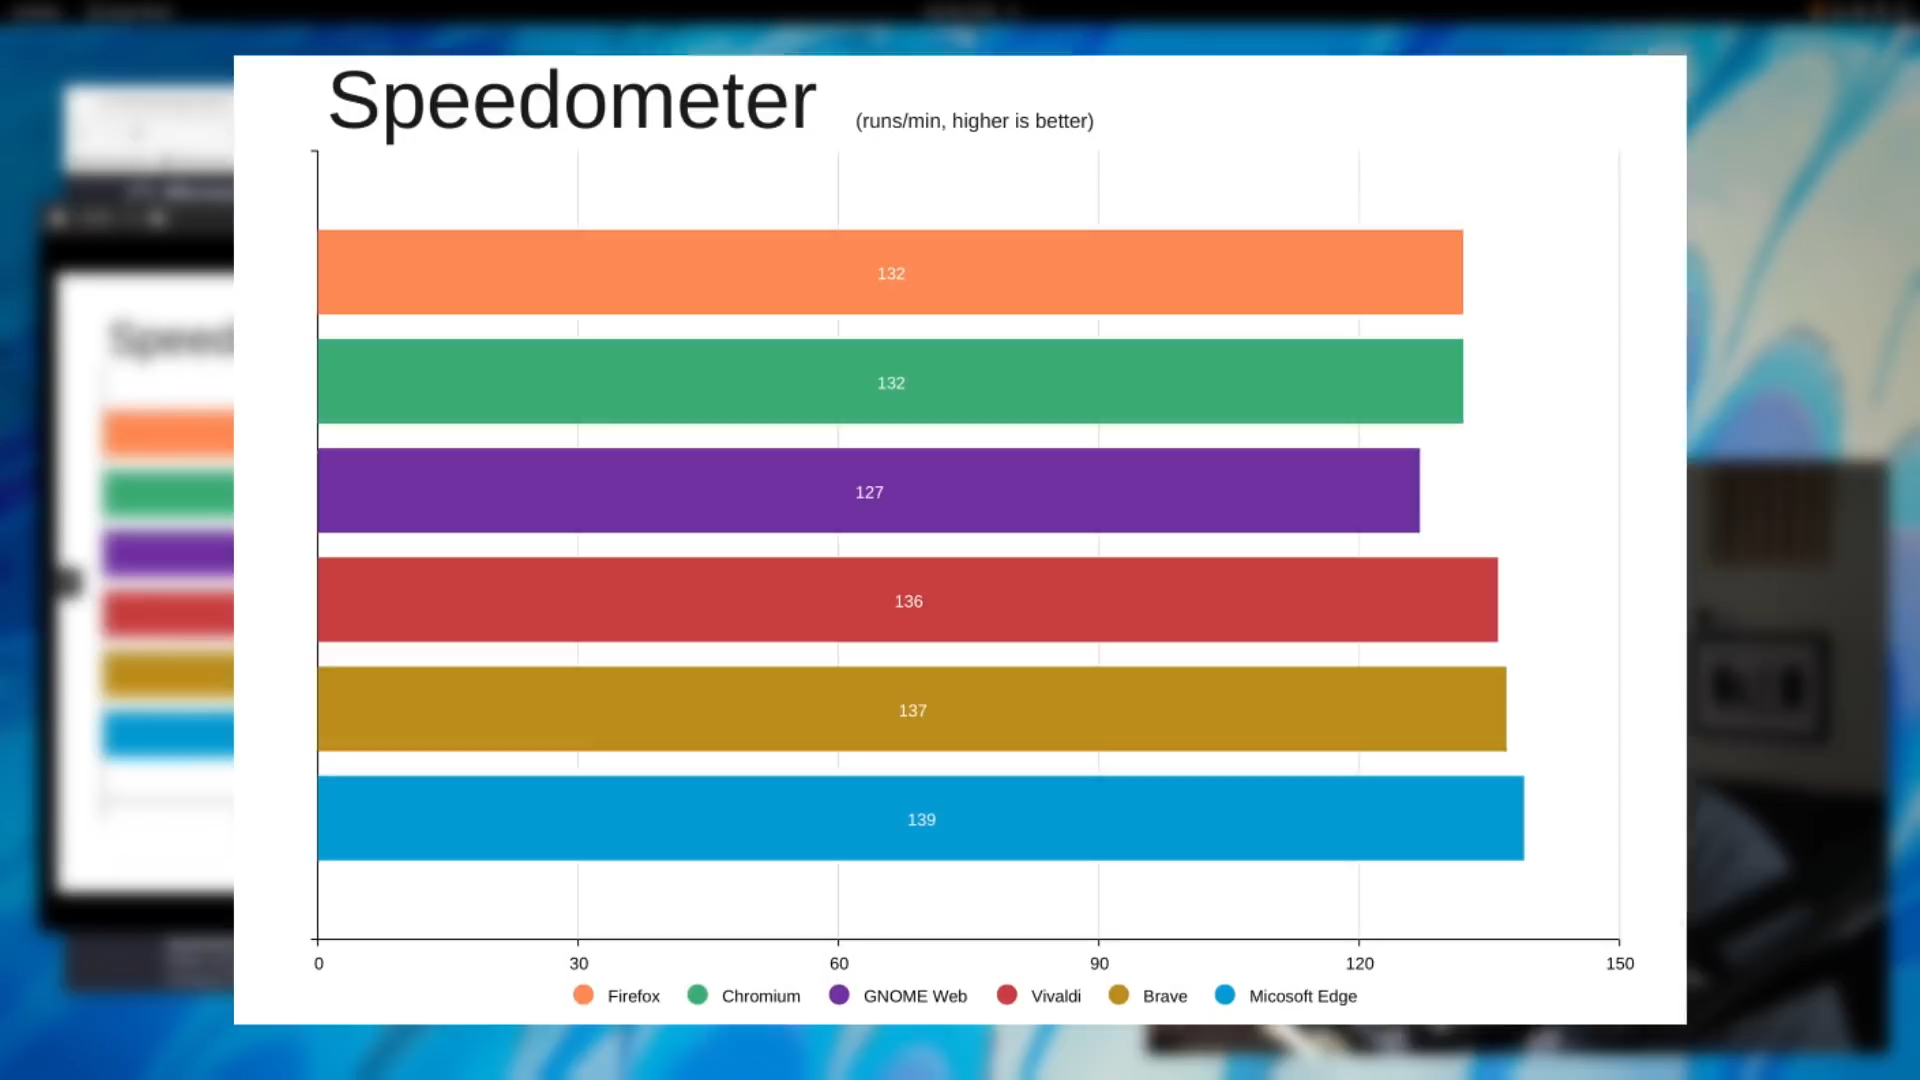 Speedometer (runs/min, higher is better)
132
132
127
136
137
139
0 30 60 90 120 150
Firefox Chromium GNOME Web Vivaldi Brave Micosoft Edge
Speed